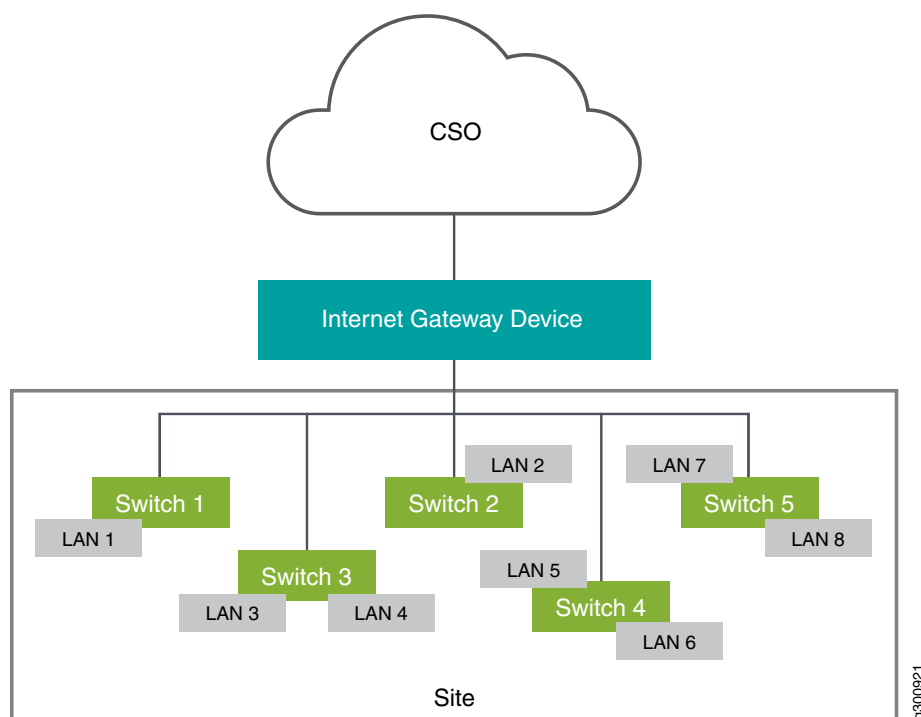 CSO
Internet Gateway Device
LAN 2
LAN 7
Switch 1
Switch 2
Switch 5
LAN 1
LAN 8
Switch 3
LAN 5
LAN 3
LAN 4
Switch 4
LAN 6
Site
g300921